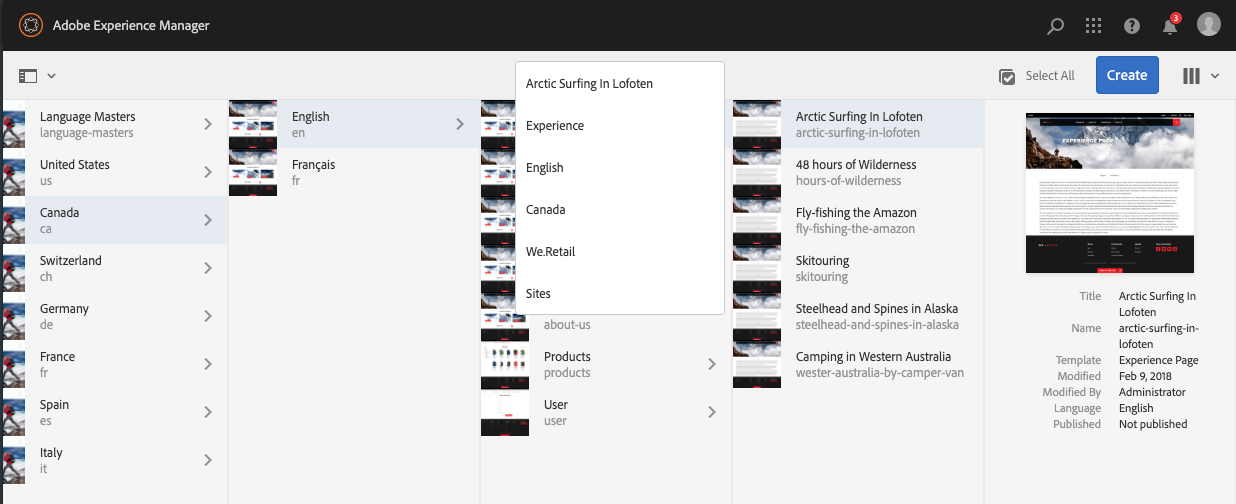 Adobe Experience Manager
3
Select All
Create
Language Masters
language-masters
United States
us
Canada
ca
Switzerland
ch
Germany
de
France
fr
Spain
es
Italy
it
English
en
Français
fr
Arctic Surfing In Lofoten
Experience
English
Canada
We.Retail
Sites
about-us
Products
products
User
user
Arctic Surfing In Lofoten
arctic-surfing-in-lofoten
48 hours of Wilderness
hours-of-wilderness
Fly-fishing the Amazon
fly-fishing-the-amazon
Skitouring
skitouring
Steelhead and Spines in Alaska
steelhead-and-spines-in-alaska
Camping in Western Australia
wester-australia-by-camper-van
EXPERIENCE PAGE
Title Arctic Surfing In
Lofoten
Name arctic-surfing-in-
lofoten
Template Experience Page
Modified Feb 9, 2018
Modified By Administrator
Language English
Published Not published